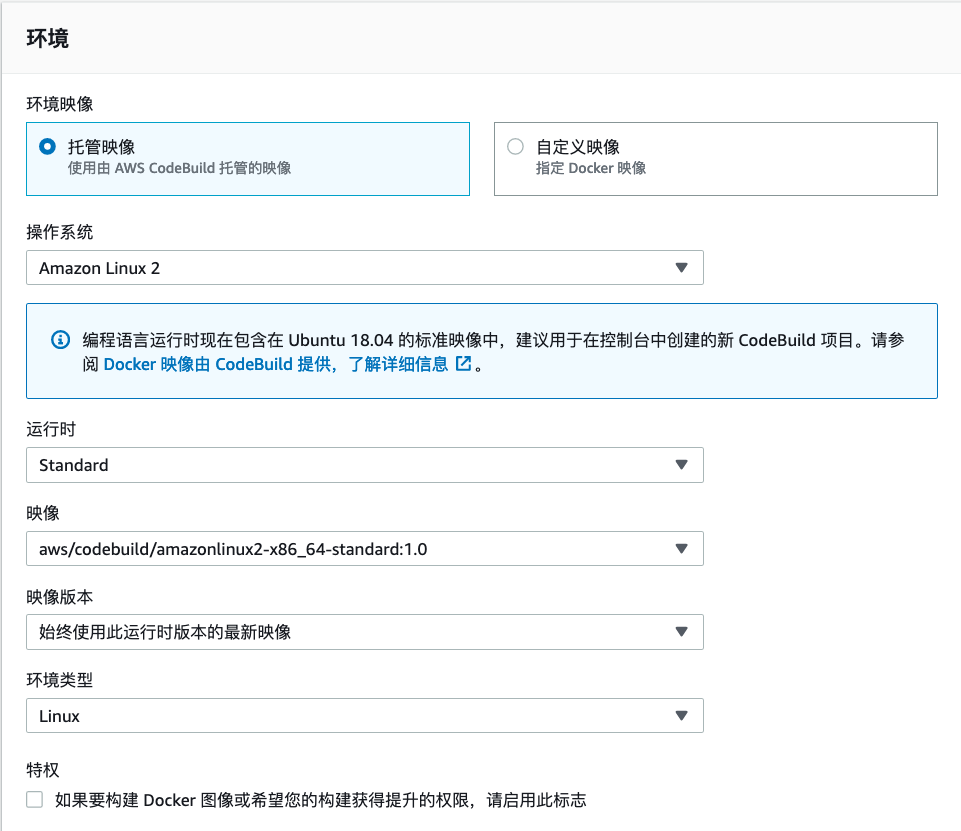 环境
环境映像
托管映像
使用由 AWS CodeBuild 托管的映像
自定义映像
指定 Docker 映像
操作系统
Amazon Linux 2
编程语言运行时现在包含在 Ubuntu 18.04 的标准映像中，建议用于在控制台中创建的新 CodeBuild 项目。请参
阅 Docker 映像由 CodeBuild 提供，了解详细信息 。
运行时
Standard
映像
aws/codebuild/amazonlinux2-x86_64-standard:1.0
映像版本
始终使用此运行时版本的最新映像
环境类型
Linux
特权
如果要构建 Docker 图像或希望您的构建获得提升的权限，请启用此标志